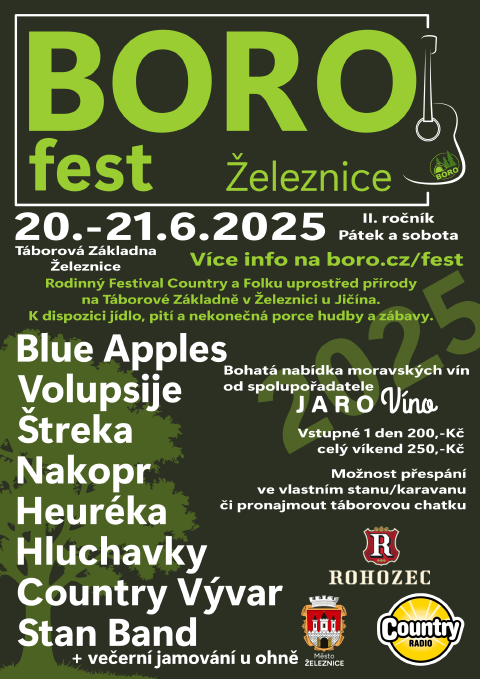 BORO
fest
Železnice
BORO
20.-21.6.2025
II. ročník
Pátek a sobota
Táborová Základna
Železnice
Více info na boro.cz/fest
Rodinný Festival Country a Folku uprostřed přírody
na Táborové Základně v Železnici u Jičína.
K dispozici jídlo, pití a nekonečná porce hudby a zábavy.
2025
Blue Apples
Volupsije
Štreka
Nakopr
Heuréka
Hluchavky
Country Vývar
Stan Band
+ večerní jamování u ohně
Bohatá nabídka moravských vín
od spolupořadatele
JARO Víno
Vstupné 1 den 200,-Kč
celý víkend 250,-Kč
Možnost přespání
ve vlastním stanu/karavanu
či pronajmout táborovou chatku
R
ROHOZEC
Město
ŽELEZNICE
Country
RADIO